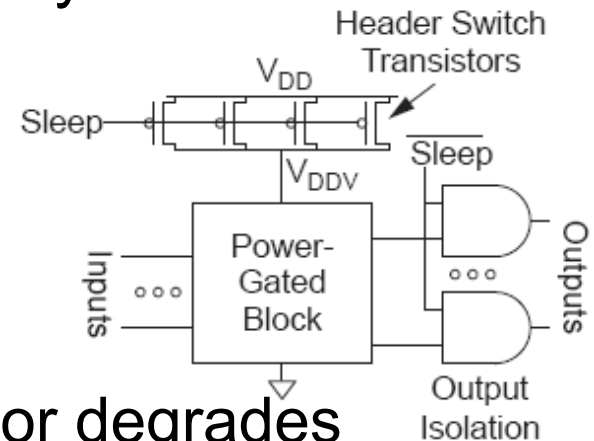 Header Switch
Transistors
VDD
Sleep
Sleep
VDDV
Power-
Gated
Block
Inputs
Outputs
Output
Isolation
or degrades